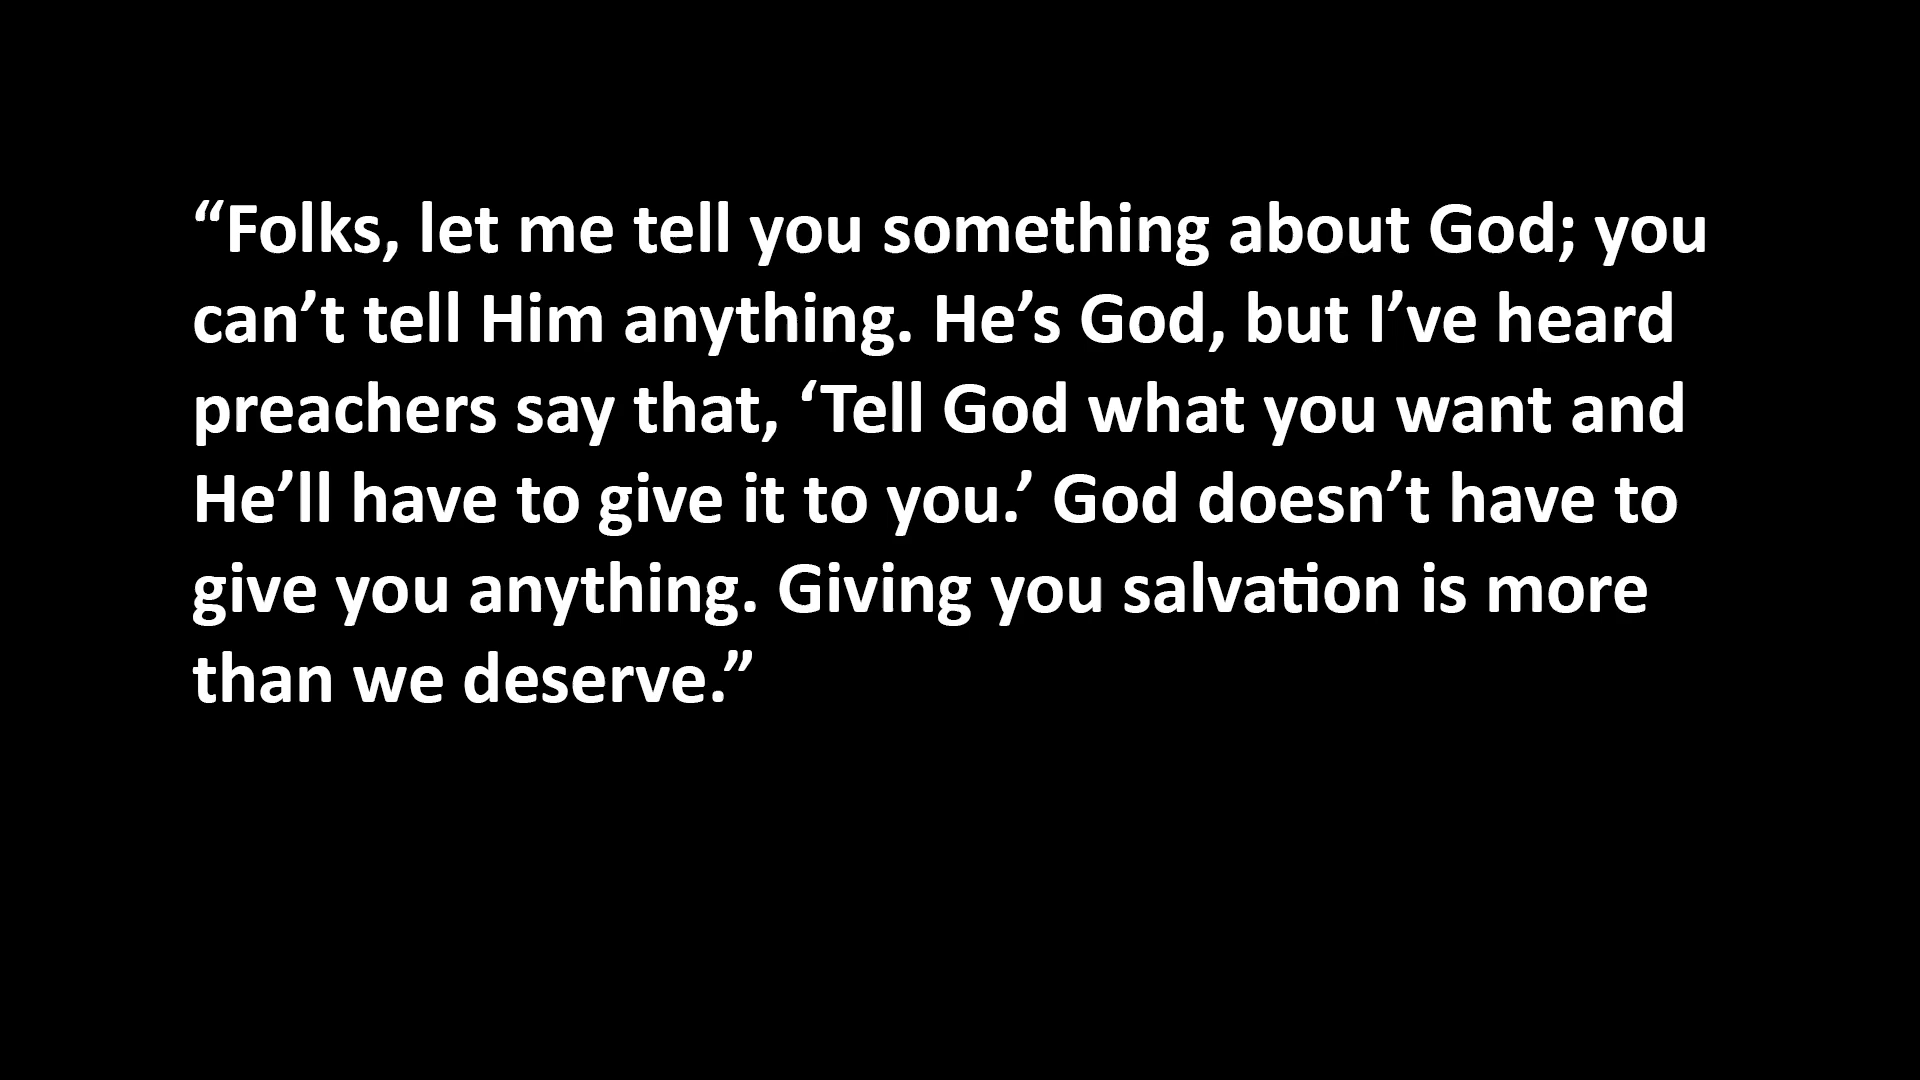 “Folks, let me tell you something about God; you
can’t tell Him anything. He’s God, but I’ve heard
preachers say that, ‘Tell God what you want and
He’ll have to give it to you.’ God doesn’t have to
give you anything. Giving you salvation is more
than we deserve.”